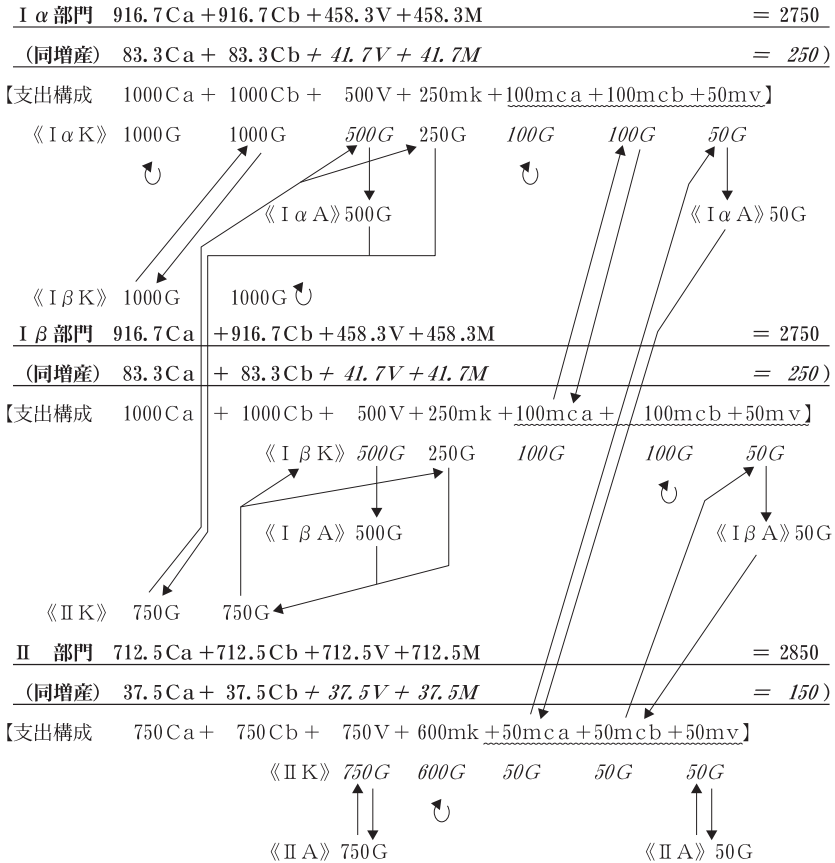 Ⅰα部門 916.7Ca+916.7Cb+458.3V+458.3M = 2750
(同増産) 83.3Ca+ 83.3Cb+ 41.7V+ 41.7M = 250)
【支出構成 1000Ca+ 1000Cb+ 500V+250mk+100mca+100mcb+50mv】
《ⅠαK》 1000G 1000G 500G 250G 100G 100G 50G
《ⅠαA》500G 《ⅠαA》50G
《ⅠβK》 1000G 1000G
Ⅰβ部門 916.7Ca +916.7Cb+458.3V+458.3M = 2750
(同増産) 83.3Ca + 83.3Cb+ 41.7V+41.7M = 250)
【支出構成 1000Ca + 1000Cb+ 500V+250mk+100mca+ 100mcb+50mv】
《ⅠβK》 500G 250G 100G 100G 50G
《ⅠβA》 500G 《ⅠβA》50G
《ⅡK》 750G 750G
Ⅱ 部門 712.5Ca+712.5Cb+712.5V+712.5M = 2850
(同増産) 37.5Ca+ 37.5Cb+ 37.5V+ 37.5M = 150)
【支出構成 750Ca+ 750Cb+ 750V+600mk+50mca+50mcb+50mv】
《ⅡK》 750G 600G 50G 50G 50G
《ⅡA》 750G 《ⅡA》50G